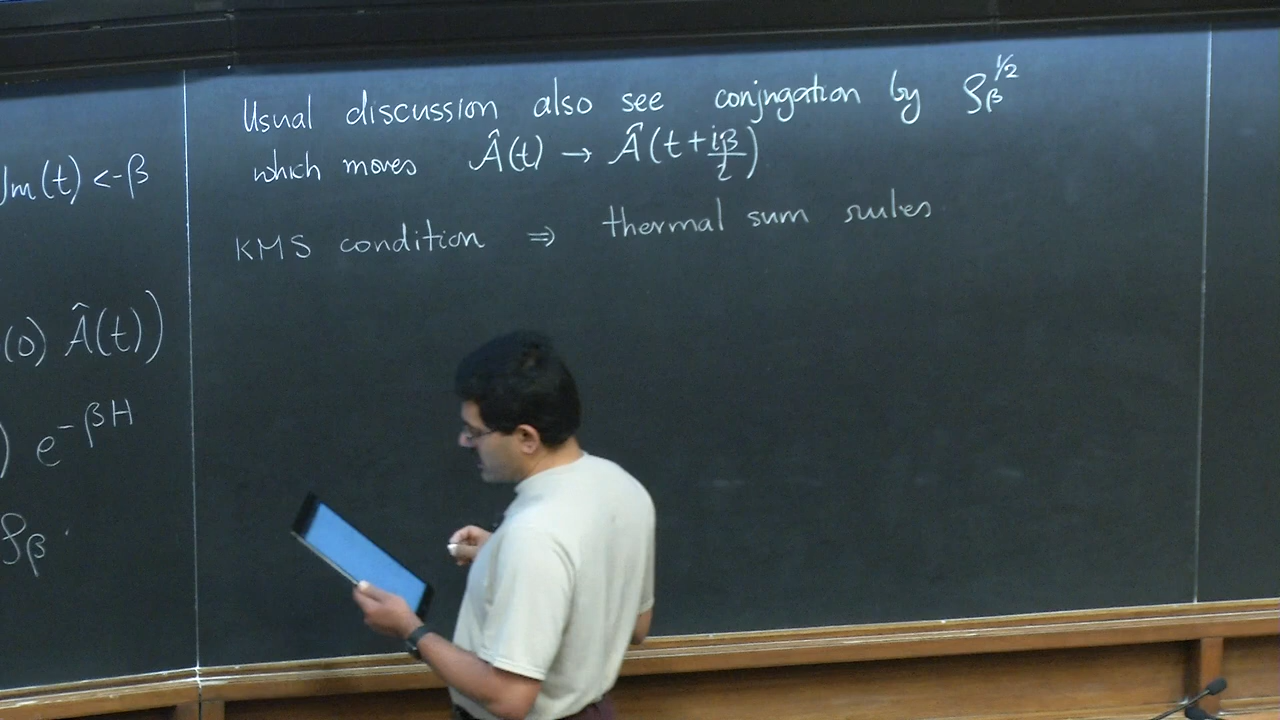 Im(t) <-β
(0) Â(t))
) e^{-βH}
ρ_β .
Usual discussion also see conjngation by ρ_β^{1/2}
which moves Â(t) → Â(t + iβ/2)
KMS condition ⇒ thermal sum rules